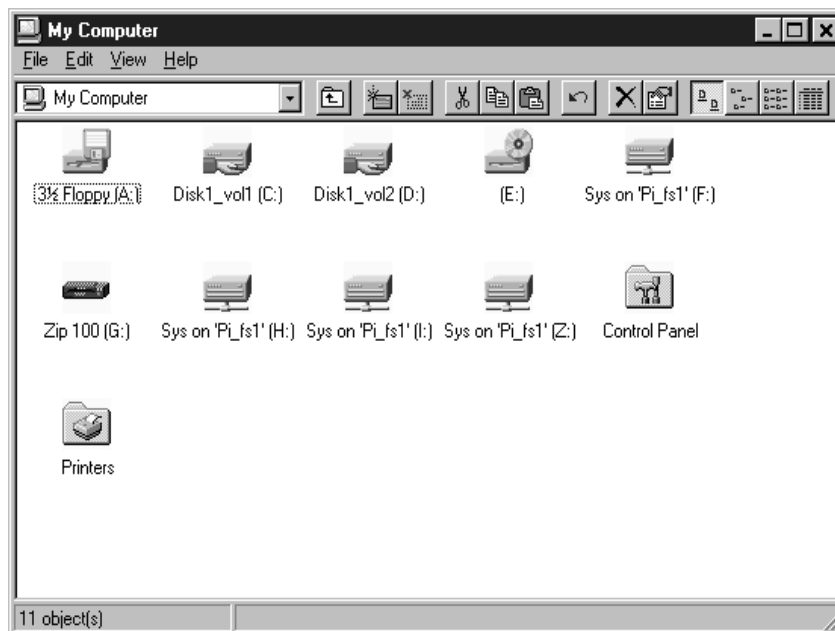 My Computer
File Edit View Help
My Computer
3½ Floppy (A:) Disk1_vol1 (C:) Disk1_vol2 (D:) (E:) Sys on 'Pi_fs1' (F:)
Zip 100 (G:) Sys on 'Pi_fs1' (H:) Sys on 'Pi_fs1' (I:) Sys on 'Pi_fs1' (Z:) Control Panel
Printers
11 object(s)